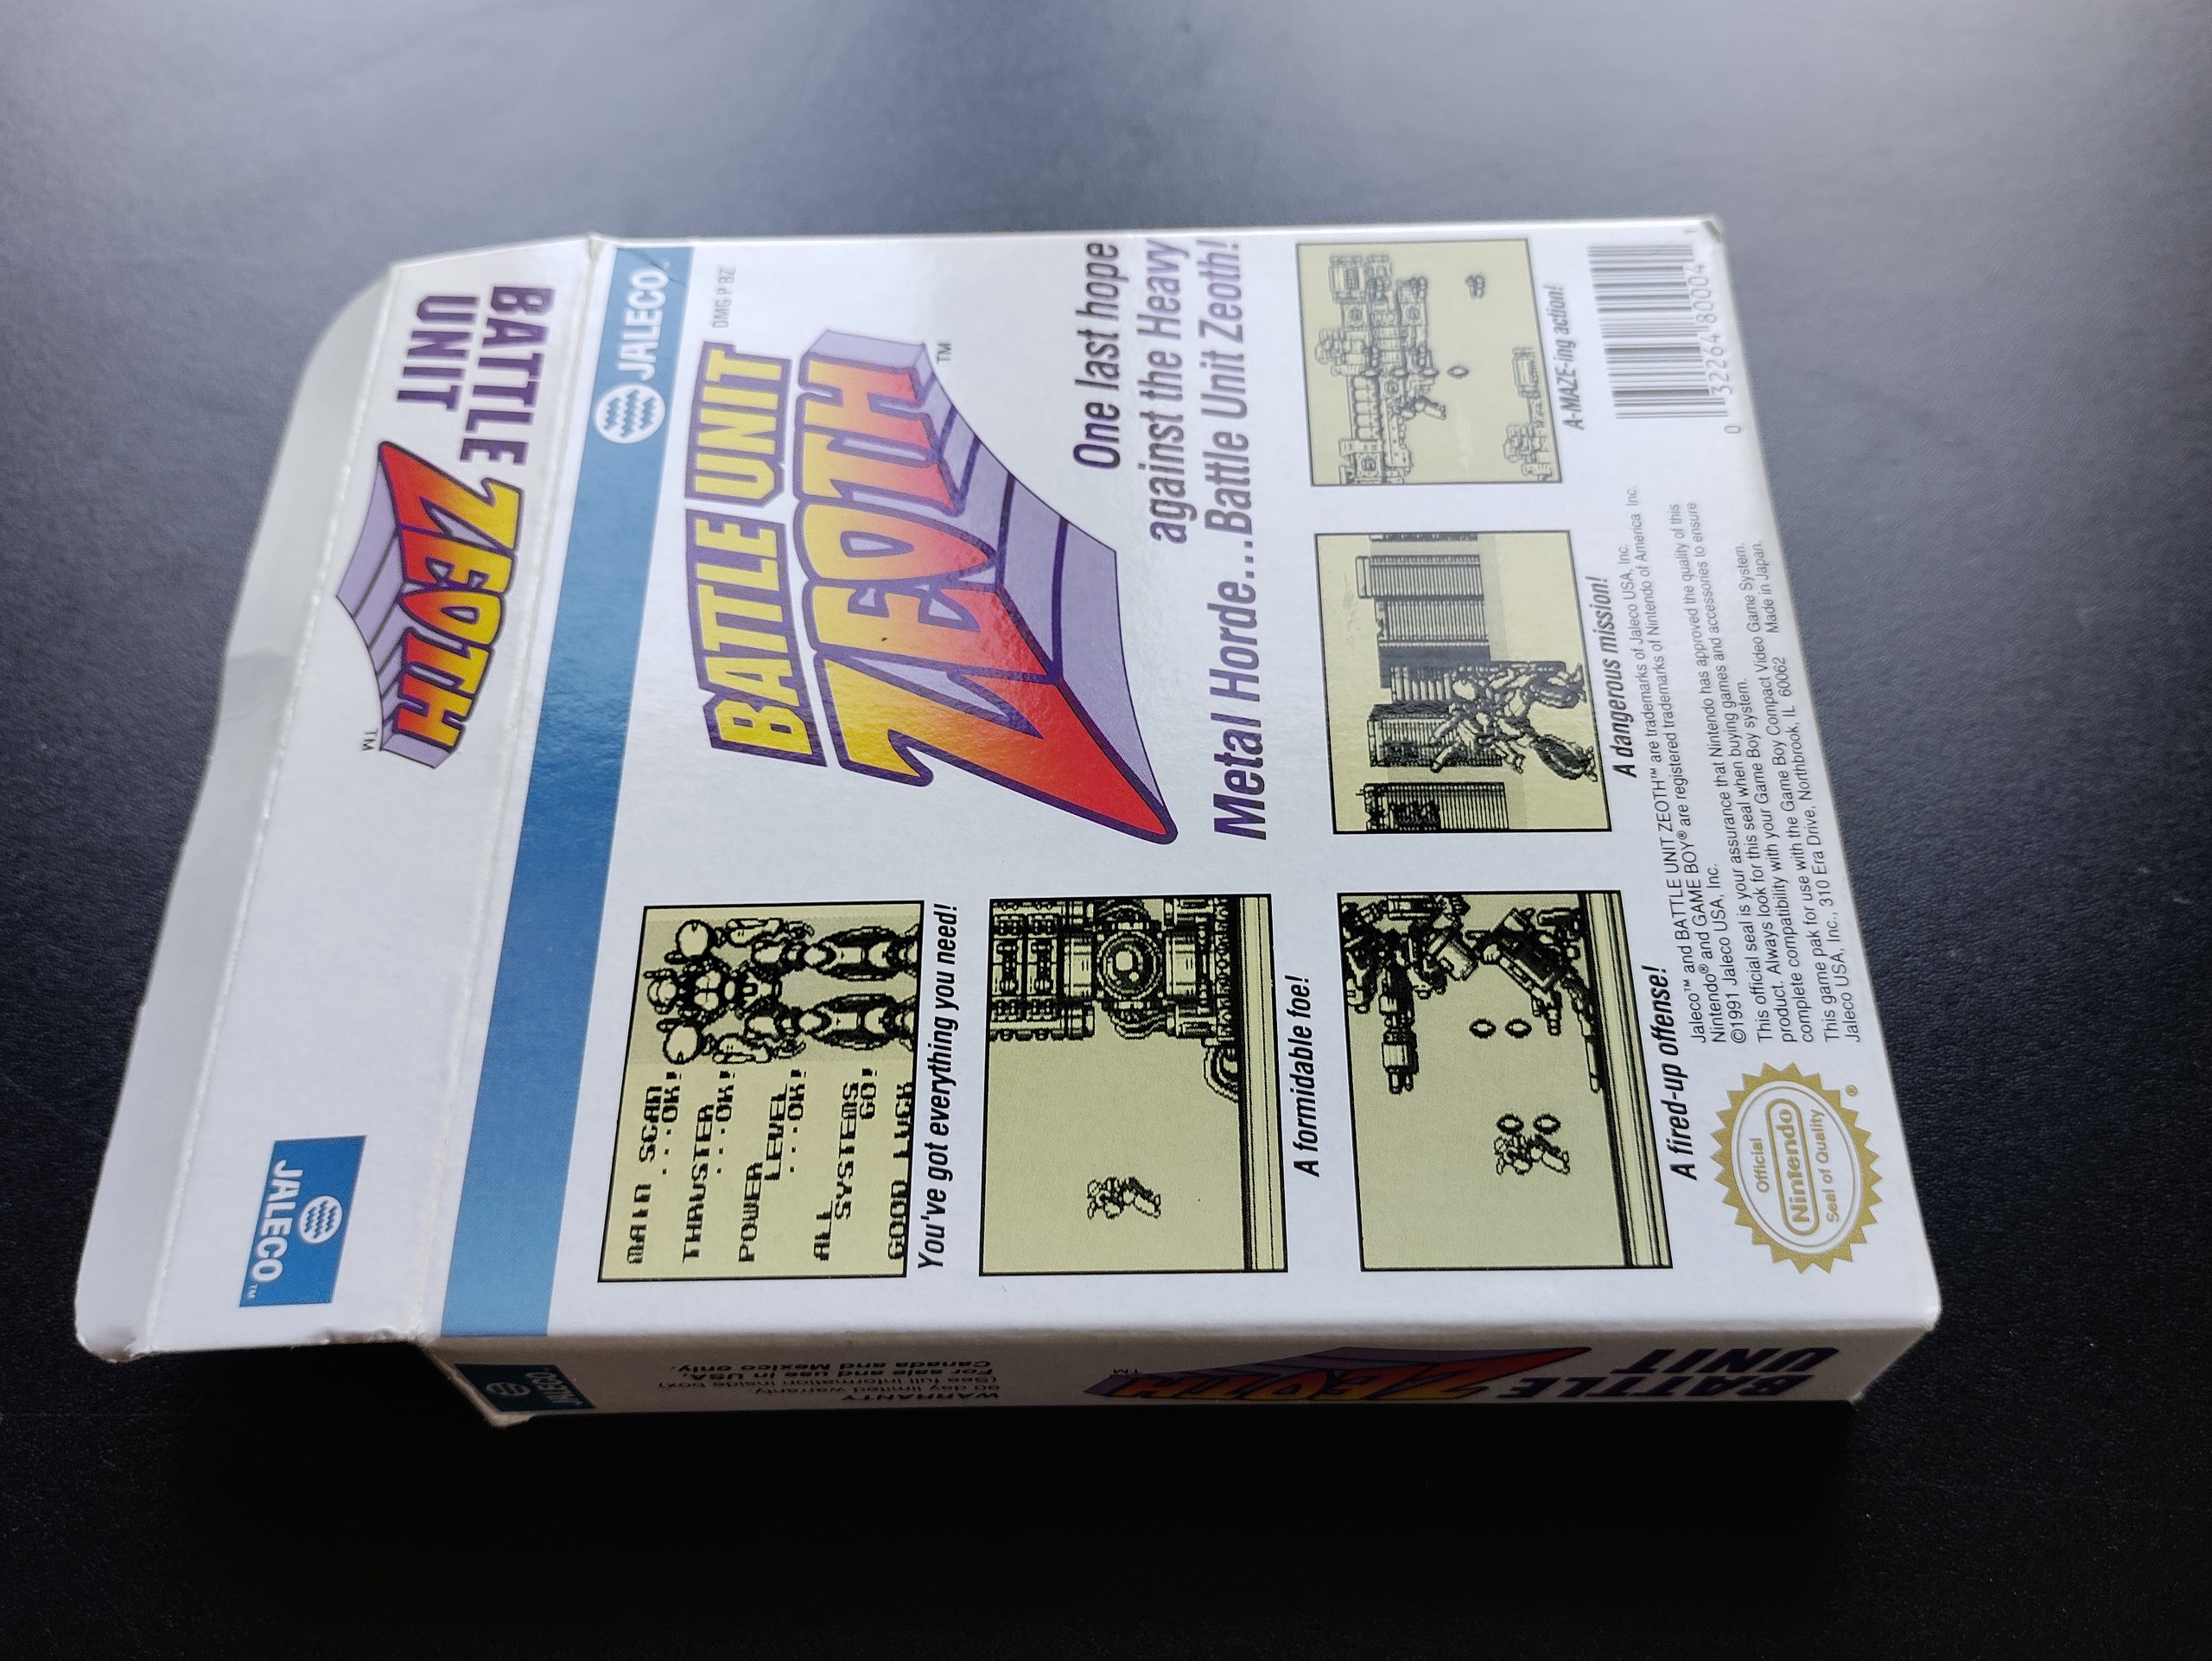 BATTLE
UNIT
ZEOTH
TM
JALECO
TM
JALECO
DMG P BZ
BATTLE UNIT
ZEOTH
TM
One last hope
against the Heavy
Metal Horde...Battle Unit Zeoth!
MAIN SCAN
...OK!
THRUSTER
...OK!
POWER
LEVEL
...OK!
ALL
SYSTEMS
GO!
GOOD LUCK
You've got everything you need!
A formidable foe!
A fired-up offense!
A dangerous mission!
A-MAZE-ing action!
Jaleco™ and BATTLE UNIT ZEOTH™ are trademarks of Jaleco USA, Inc.
Nintendo® and GAME BOY® are registered trademarks of Nintendo of America Inc.
©1991 Jaleco USA, Inc.
This official seal is your assurance that Nintendo has approved the quality of this
product. Always look for this seal when buying games and accessories to ensure
complete compatibility with your Game Boy system.
This game pak for use with the Game Boy Compact Video Game System.
Jaleco USA, Inc., 310 Era Drive, Northbrook, IL 60062 Made in Japan.
Official
Nintendo
Seal of Quality
®
0 32264 80004 1
JALECO
WARRANTY
90 day limited warranty.
(See full information inside box)
For sale and use in USA,
Canada and Mexico only.
BATTLE
UNIT
ZEOTH
TM